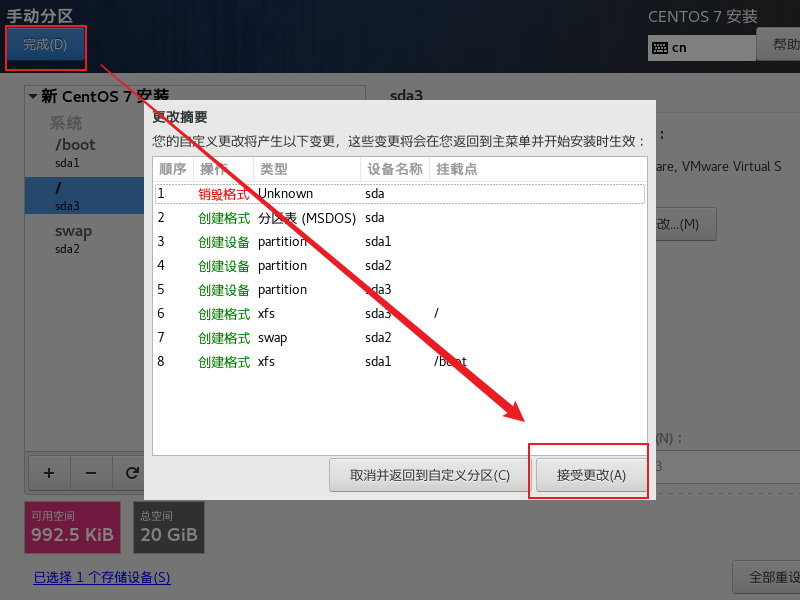 手动分区
CENTOS 7 安装
完成(D)
cn
帮助
新 CentOS 7 安装
sda3
系统
/boot
sda1
/
sda3
swap
sda2
更改摘要
您的自定义更改将产生以下变更，这些变更将会在您返回到主菜单并开始安装时生效：
顺序 操作 类型 设备名称 挂载点
1 销毁格式 Unknown sda
2 创建格式 分区表 (MSDOS) sda
3 创建设备 partition sda1
4 创建设备 partition sda2
5 创建设备 partition sda3
6 创建格式 xfs sda3 /
7 创建格式 swap sda2
8 创建格式 xfs sda1 /boot
取消并返回到自定义分区(C)
接受更改(A)
：
are, VMware Virtual S
改...(M)
(N)：
3
可用空间
992.5 KiB
总空间
20 GiB
已选择 1 个存储设备(S)
全部重设